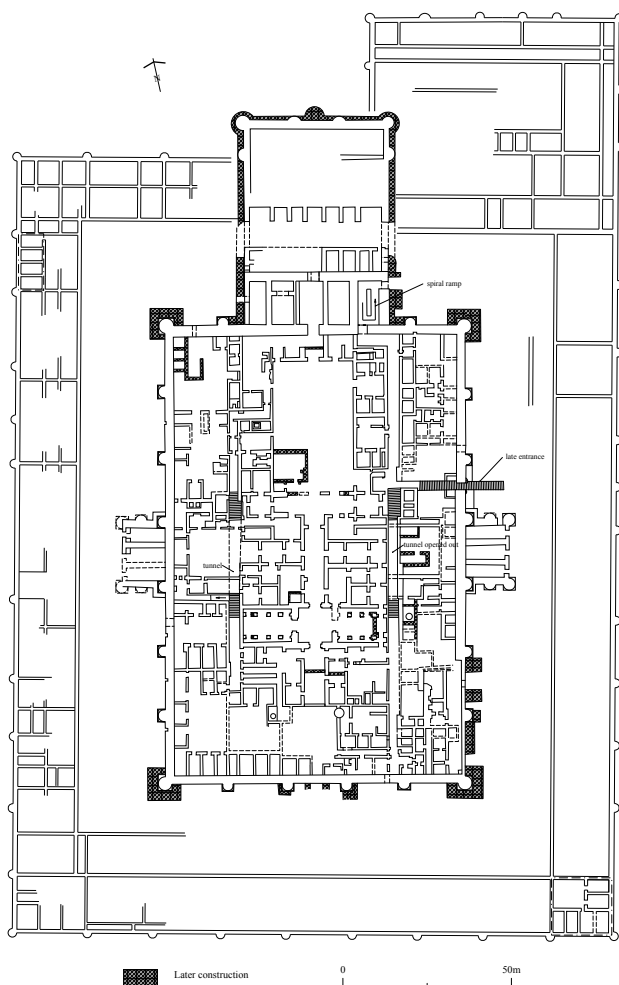 N
spiral ramp
late entrance
tunnel opened out
tunnel
Later construction
0
50m